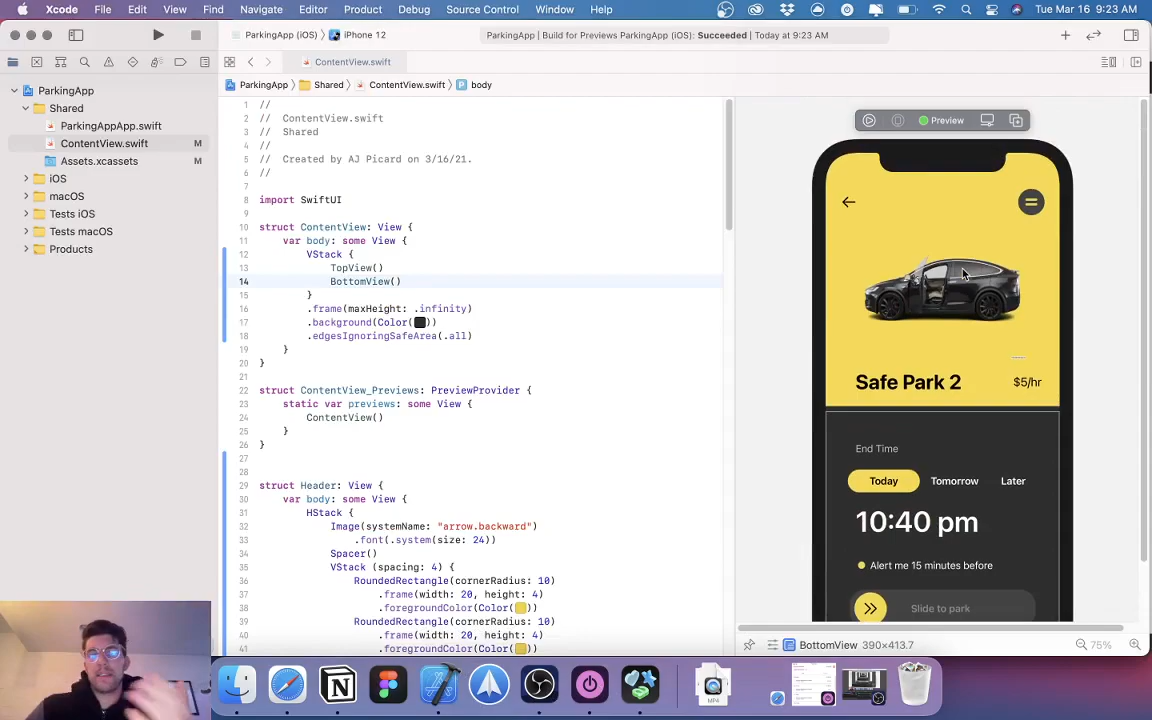 Xcode File Edit View Find Navigate Editor Product Debug Source Control Window Help Tue Mar 16 9:23 AM
ParkingApp (iOS) iPhone 12 ParkingApp | Build for Previews ParkingApp (iOS): Succeeded | Today at 9:23 AM
ContentView.swift
ParkingApp Shared ContentView.swift body
ParkingApp
Shared
ParkingAppApp.swift
ContentView.swift M
Assets.xcassets M
iOS
macOS
Tests iOS
Tests macOS
Products
1 //
2 // ContentView.swift
3 // Shared
4 //
5 // Created by AJ Picard on 3/16/21.
6 //
7
8 import SwiftUI
9
10 struct ContentView: View {
11 var body: some View {
12 VStack {
13 TopView()
14 BottomView()
15 }
16 .frame(maxHeight: .infinity)
17 .background(Color( ))
18 .edgesIgnoringSafeArea(.all)
19 }
20 }
21
22 struct ContentView_Previews: PreviewProvider {
23 static var previews: some View {
24 ContentView()
25 }
26 }
27
28
29 struct Header: View {
30 var body: some View {
31 HStack {
32 Image(systemName: "arrow.backward")
33 .font(.system(size: 24))
34 Spacer()
35 VStack (spacing: 4) {
36 RoundedRectangle(cornerRadius: 10)
37 .frame(width: 20, height: 4)
38 .foregroundColor(Color( ))
39 RoundedRectangle(cornerRadius: 10)
40 .frame(width: 20, height: 4)
41 .foregroundColor(Color( ))
Preview
Safe Park 2 $5/hr
End Time
Today Tomorrow Later
10:40 pm
Alert me 15 minutes before
Slide to park
BottomView 390×413.7 75%
MP4